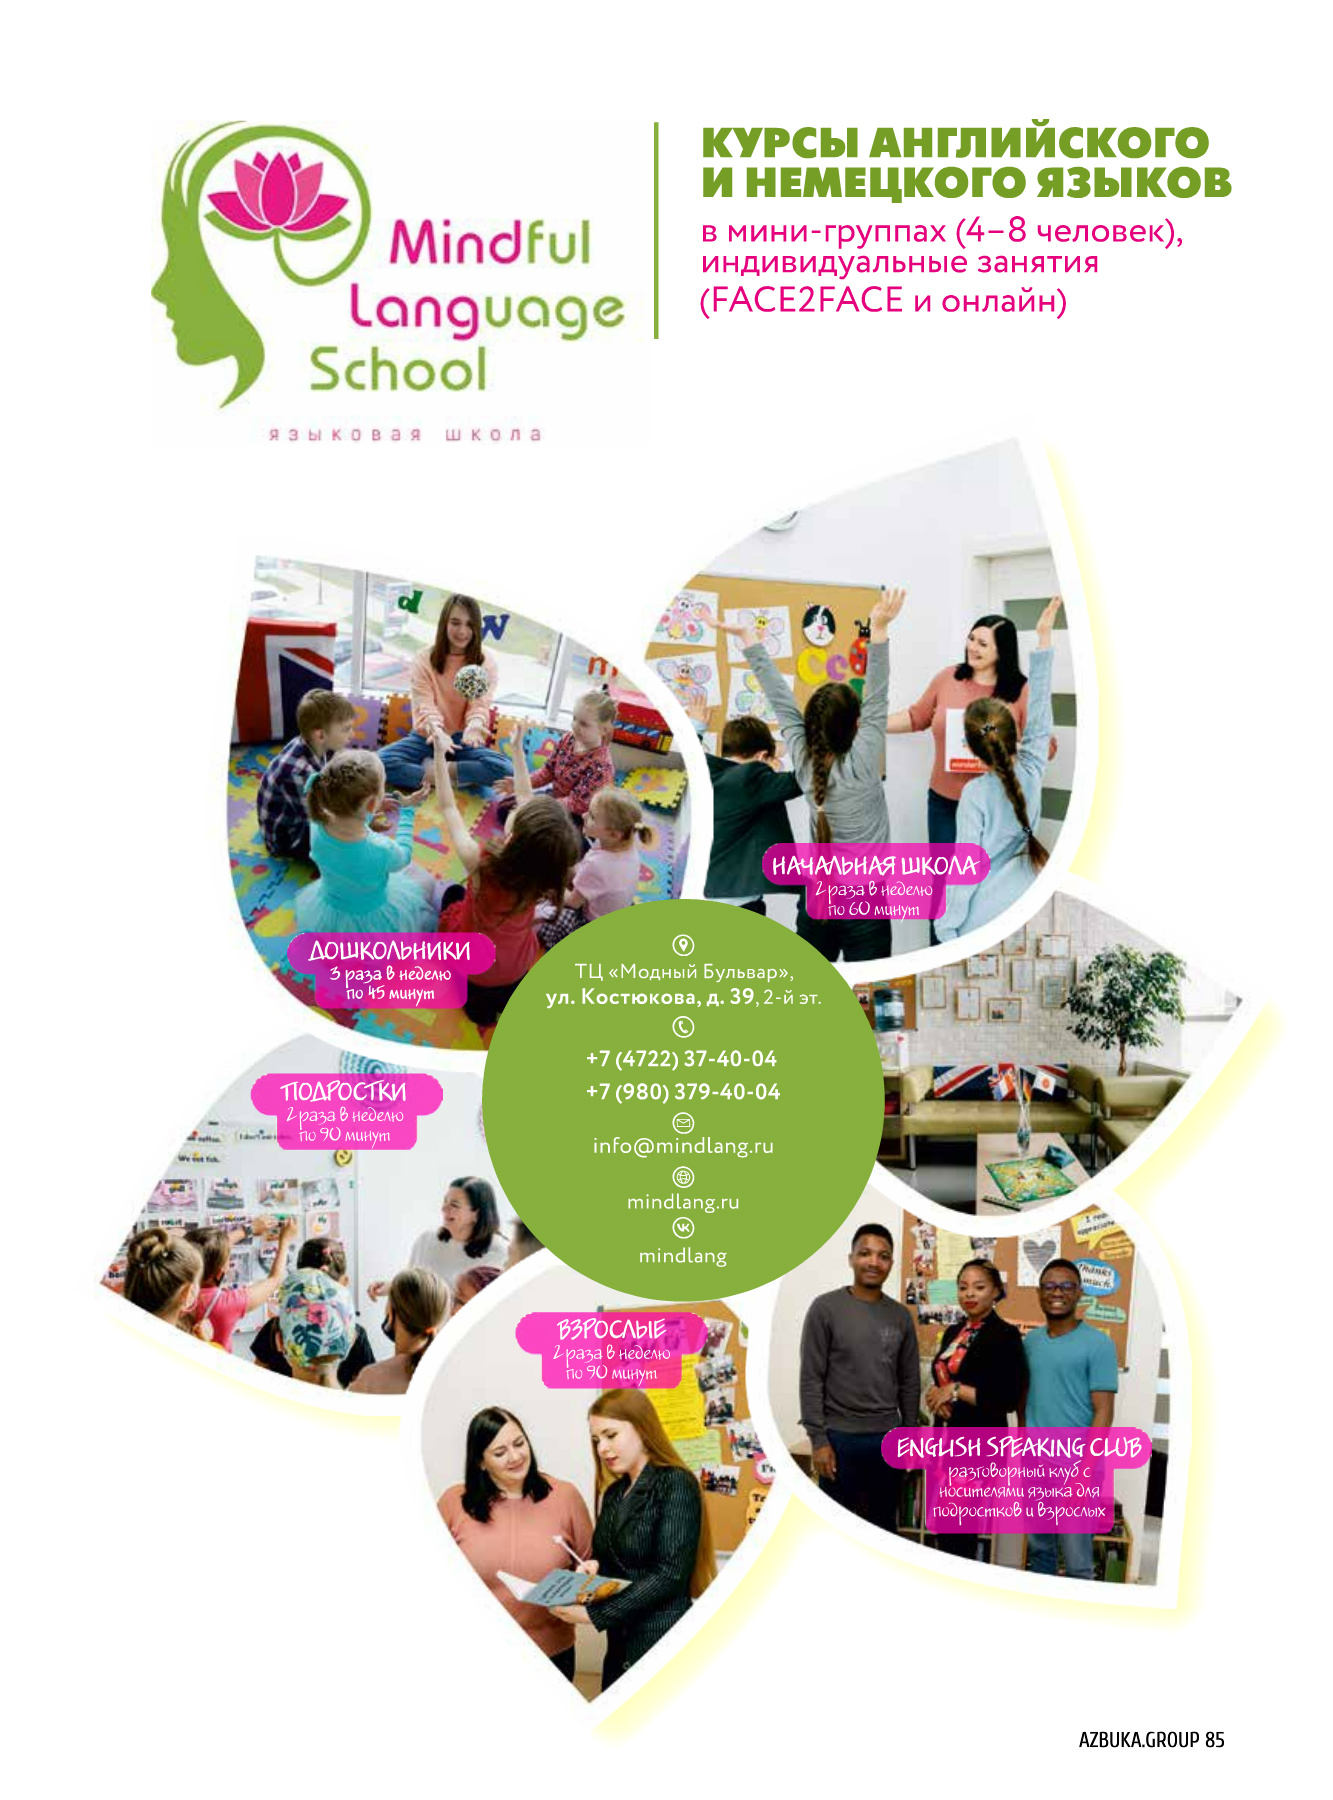 Mindful
Language
School
языковая школа
КУРСЫ АНГЛИЙСКОГО
И НЕМЕЦКОГО ЯЗЫКОВ
в мини-группах (4–8 человек),
индивидуальные занятия
(FACE2FACE и онлайн)
НАЧАЛЬНАЯ ШКОЛА
2 раза в неделю
по 60 минут
ДОШКОЛЬНИКИ
3 раза в неделю
по 45 минут
ТЦ «Модный Бульвар»,
ул. Костюкова, д. 39, 2-й эт.
+7 (4722) 37-40-04
+7 (980) 379-40-04
info@mindlang.ru
mindlang.ru
mindlang
ПОДРОСТКИ
2 раза в неделю
по 90 минут
ВЗРОСЛЫЕ
2 раза в неделю
по 90 минут
ENGLISH SPEAKING CLUB
разговорный клуб с
носителями языка для
подростков и взрослых
AZBUKA.GROUP 85